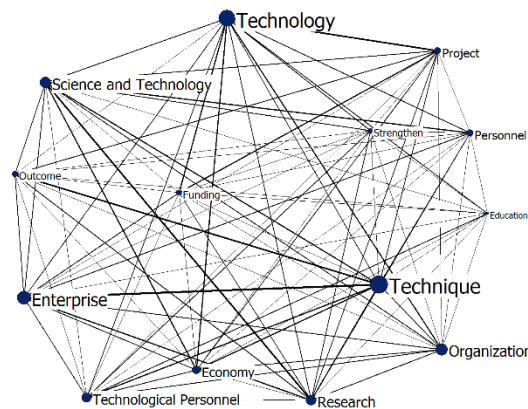 Technology
Project
Science and Technology
Strengthen
Personnel
Outcome
Funding
Education
Technique
Enterprise
Organization
Economy
Technological Personnel
Research